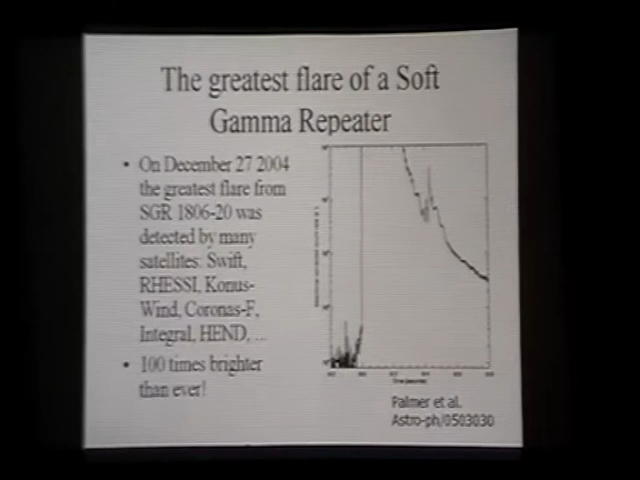 The greatest flare of a Soft
Gamma Repeater
• On December 27 2004
the greatest flare from
SGR 1806-20 was
detected by many
satellites: Swift,
RHESSI, Konus-
Wind, Coronas-F,
Integral, HEND, ...
• 100 times brighter
than ever!
Palmer et al.
Astro-ph/0503030